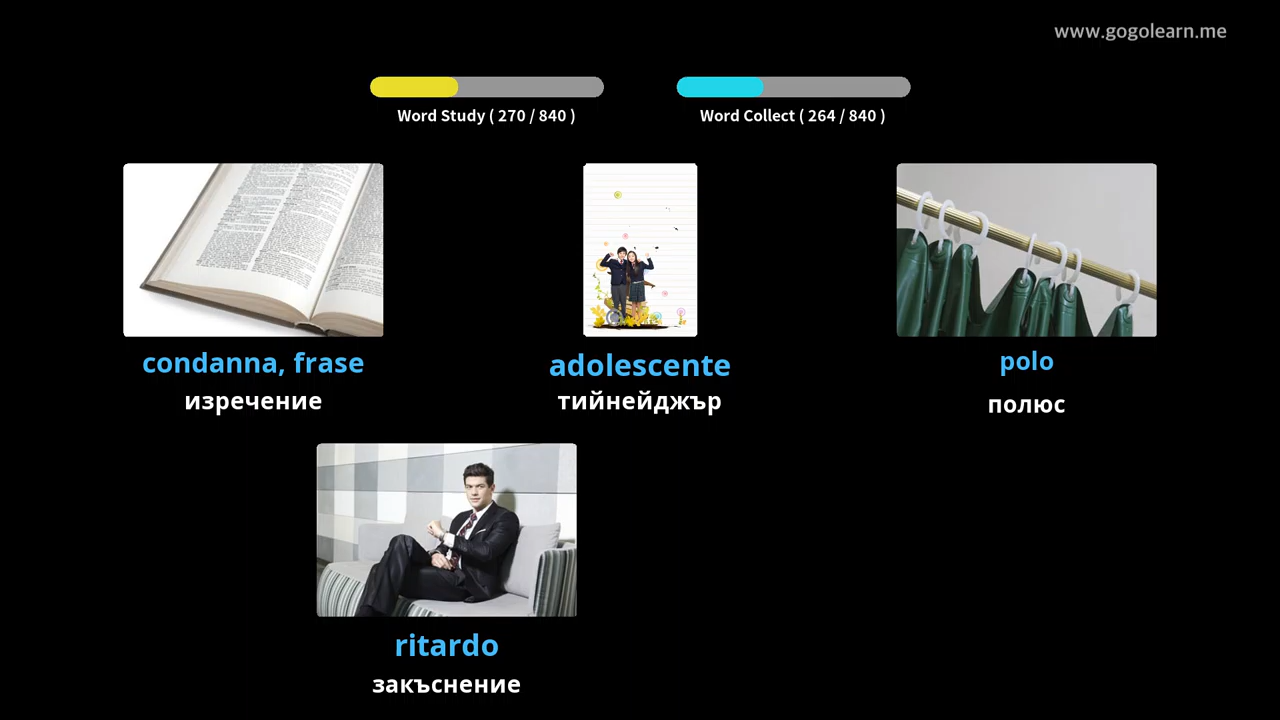 www.gogolearn.me
Word Study ( 270 / 840 )
Word Collect ( 264 / 840 )
condanna, frase
изречение
adolescente
тийнейджър
polo
полюс
ritardo
закъснение